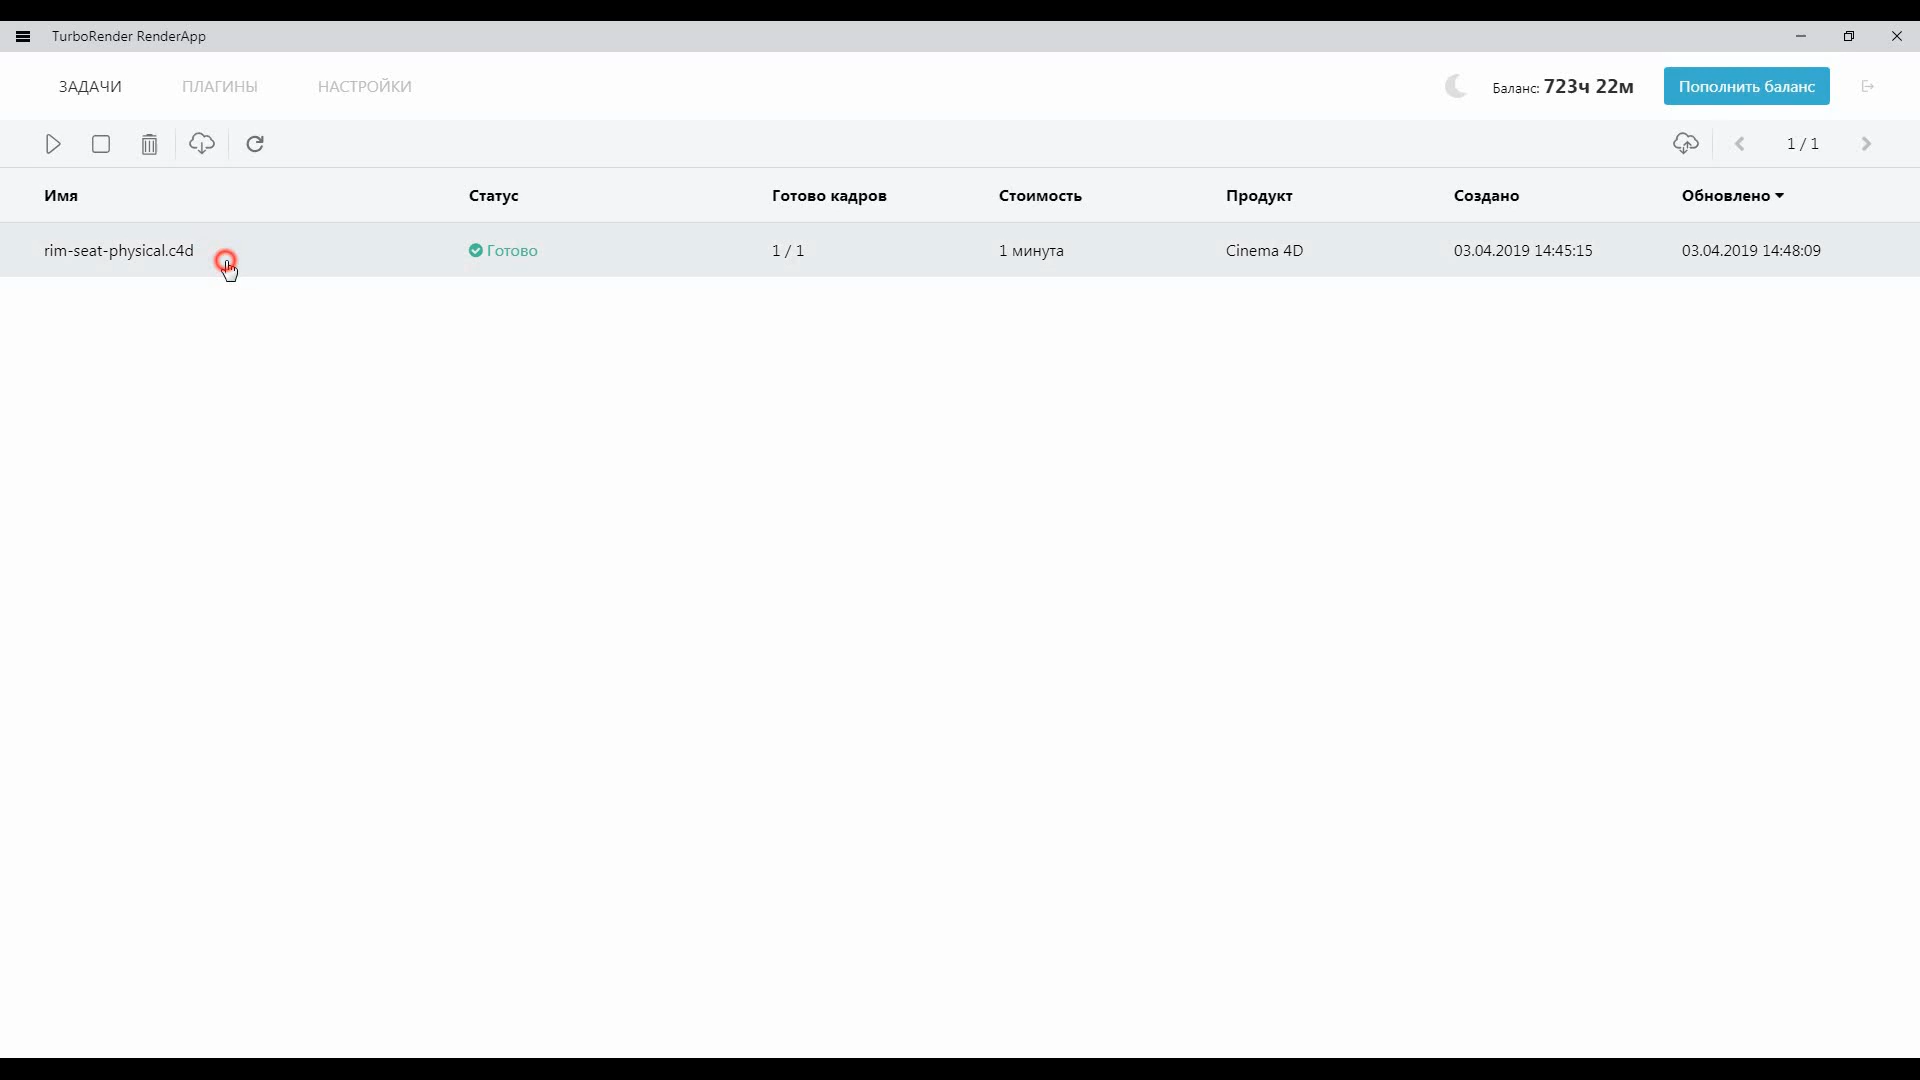 TurboRender RenderApp
ЗАДАЧИ ПЛАГИНЫ НАСТРОЙКИ Баланс: 723ч 22м Пополнить баланс
1 / 1
Имя Статус Готово кадров Стоимость Продукт Создано Обновлено
rim-seat-physical.c4d Готово 1 / 1 1 минута Cinema 4D 03.04.2019 14:45:15 03.04.2019 14:48:09